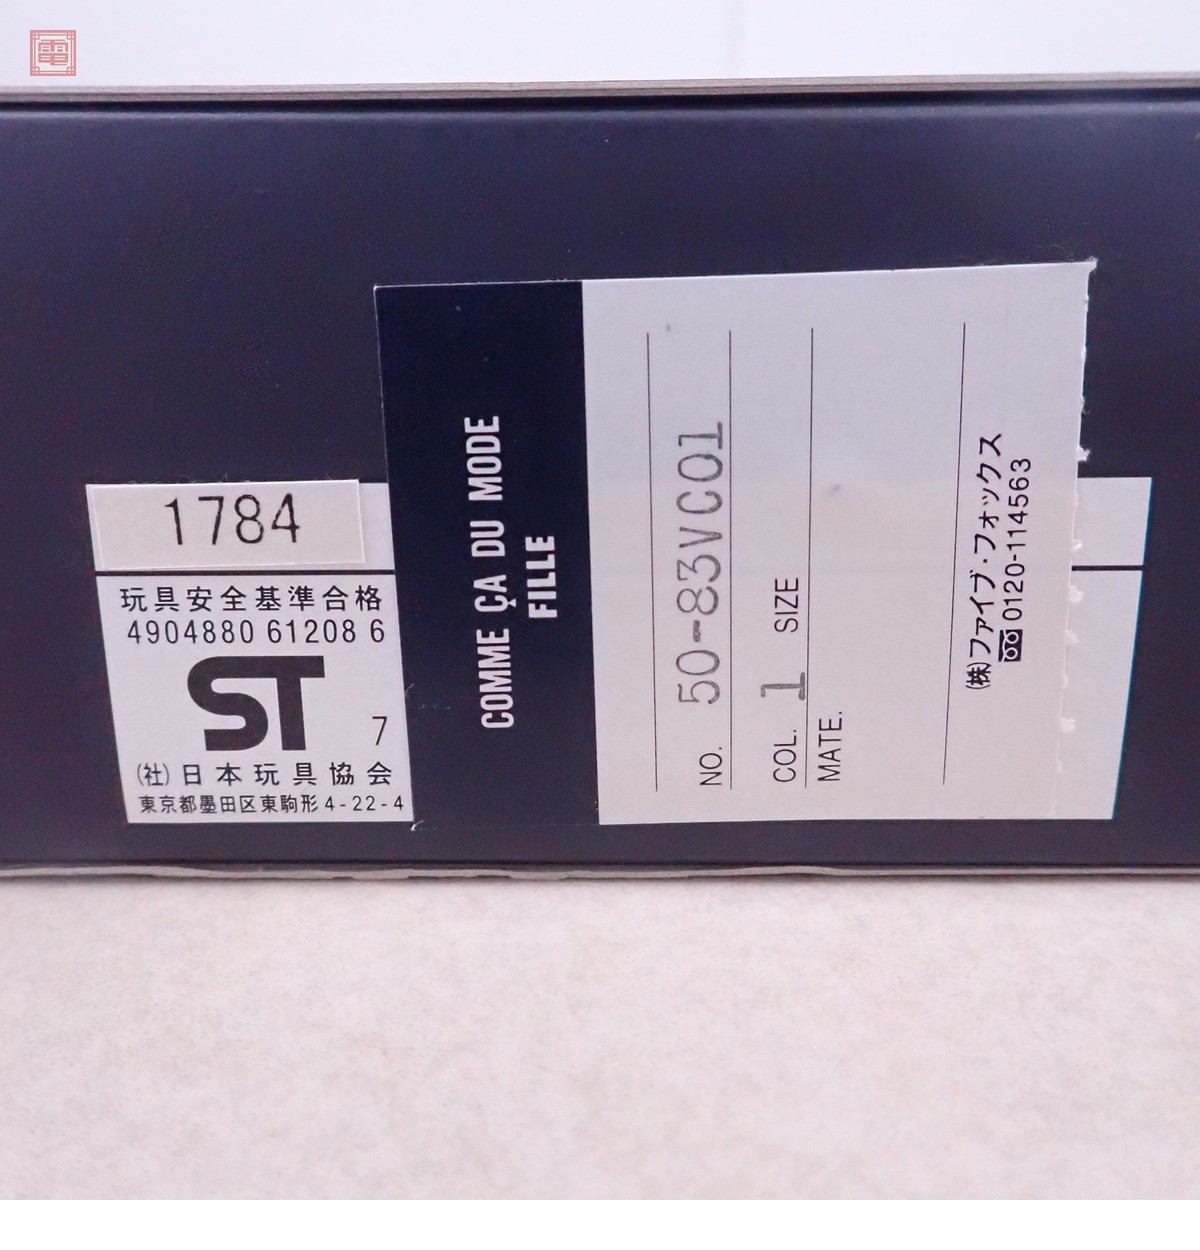 電
1784
玩具安全基準合格
4904880 61208 6
ST
7
(社)日本玩具協会
東京都墨田区東駒形4-22-4
COMME ÇA DU MODE
FILLE
NO. 50-83VC01
COL. 1 SIZE
MATE.
(株)ファイブ・フォックス
0120-114563